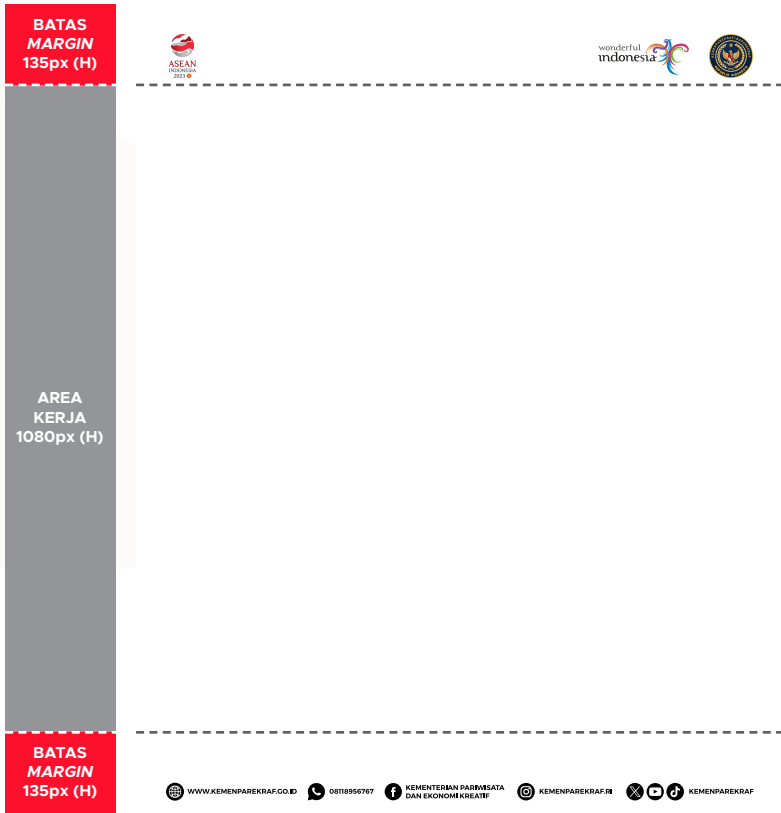 BATAS
MARGIN
135px (H)
ASEAN
INDONESIA
2023
wonderful
indonesia
AREA
KERJA
1080px (H)
BATAS
MARGIN
135px (H)
WWW.KEMENPAREKRAF.GO.ID
08118956767
KEMENTERIAN PARIWISATA
DAN EKONOMI KREATIF
KEMENPAREKRAF.RI
KEMENPAREKRAF